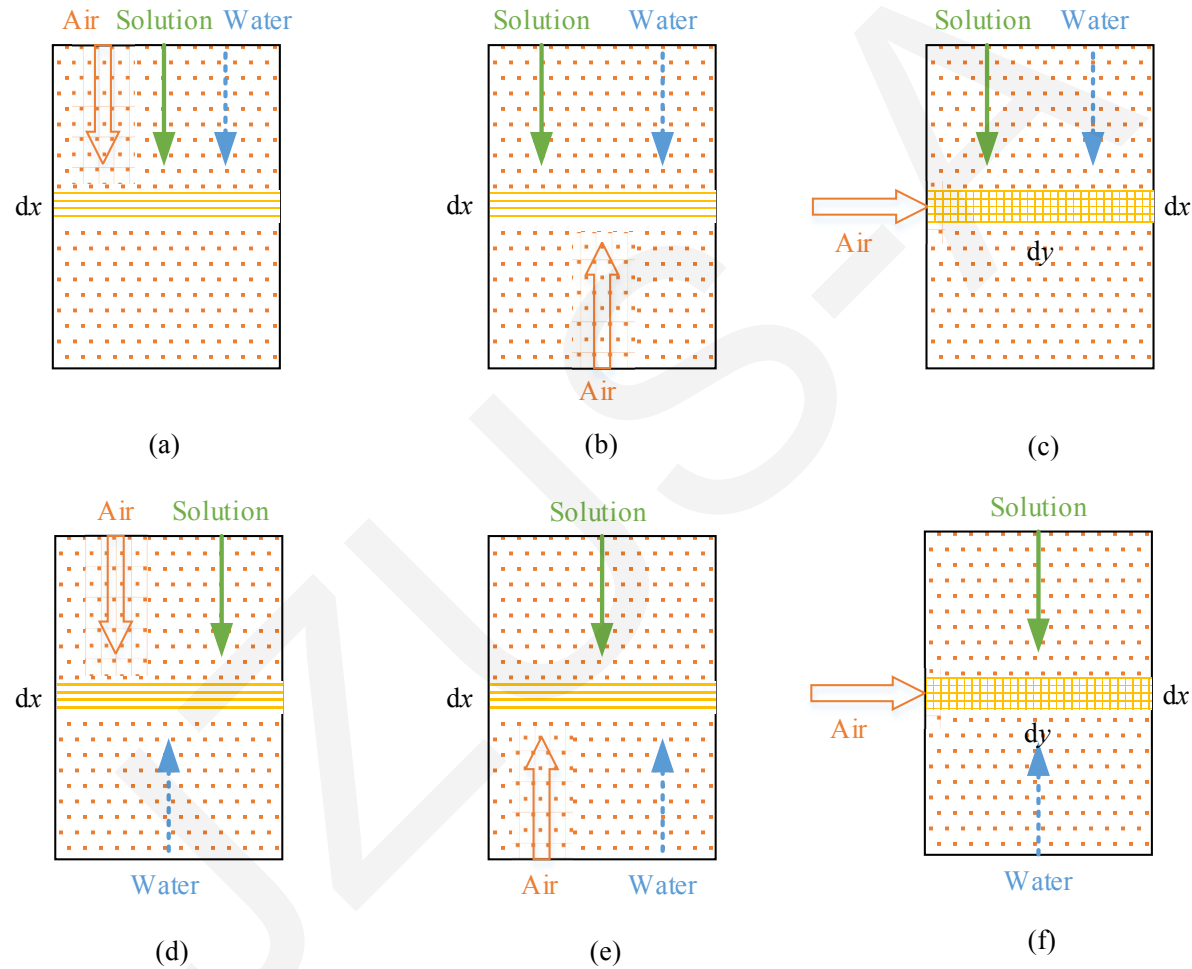 Air Solution Water
Solution Water
Solution Water
dx
dx
Air
dx
dy
Air
(a)
(b)
(c)
Air Solution
Solution
Solution
dx
dx
Air
dx
dy
Water
Air Water
Water
(d)
(e)
(f)
JZUS-A